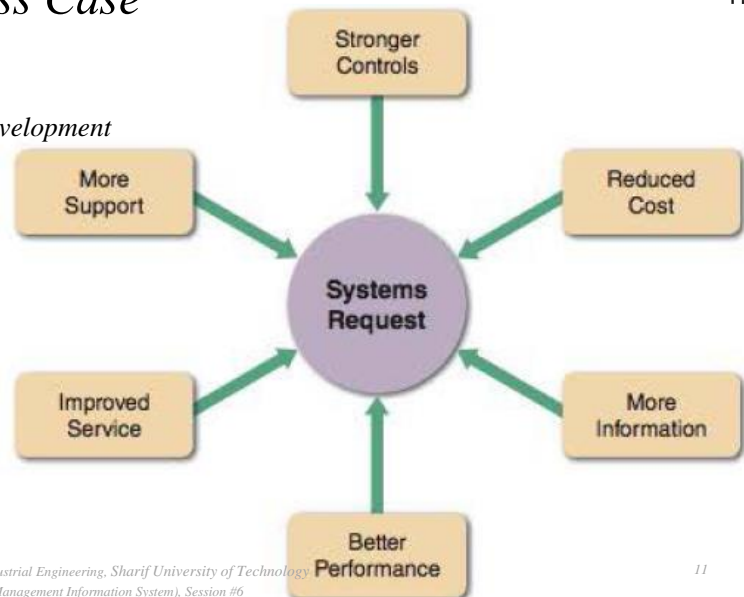 ss Case
velopment
Stronger
Controls
More
Support
Reduced
Cost
Systems
Request
Improved
Service
More
Information
Better
Performance
ustrial Engineering, Sharif University of Technology
Management Information System), Session #6
11